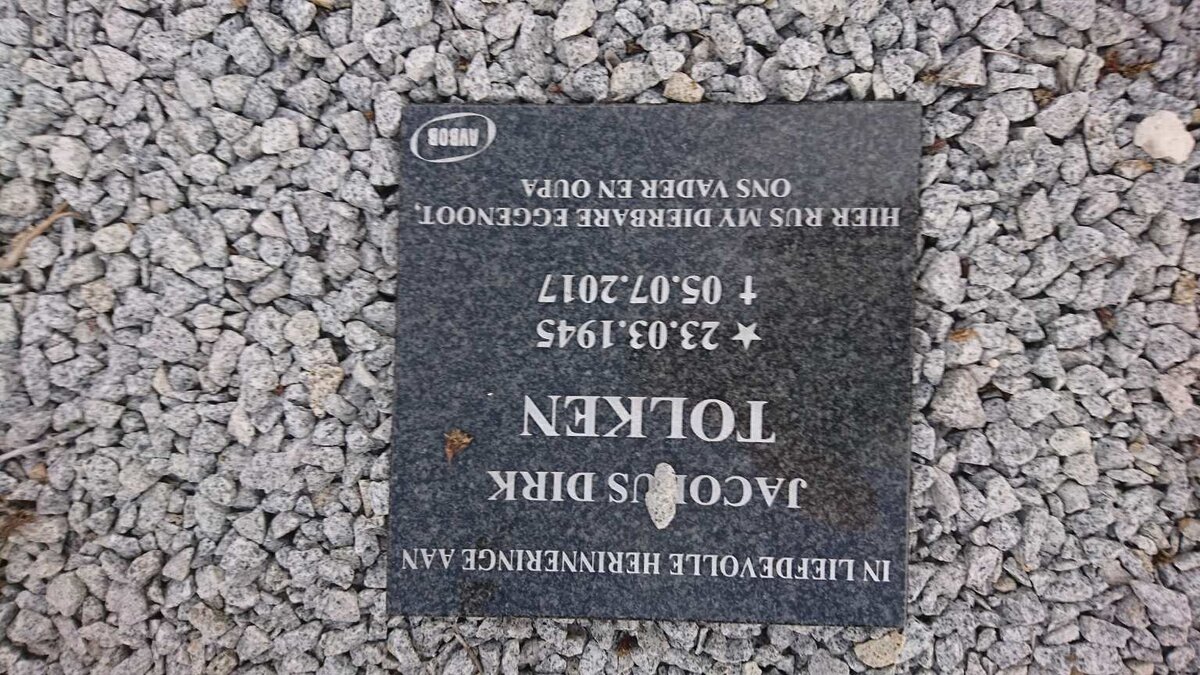 IN LIEFDEVOLLE HERINNERINGE AAN
DIRK
TOLKEN
★ 23.03.1945
† 05.07.2017
HIER RUS MY DIERBARE EGGENOOT,
ONS VADER EN OUPA
AVBOB